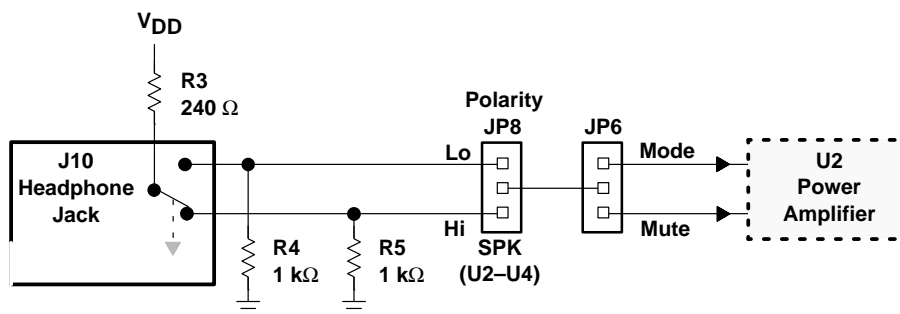 VDD
R3
240 Ω
J10
Headphone
Jack
R4
1 kΩ
R5
1 kΩ
Polarity
JP8
Lo
Hi
SPK
(U2–U4)
JP6
Mode
Mute
U2
Power
Amplifier